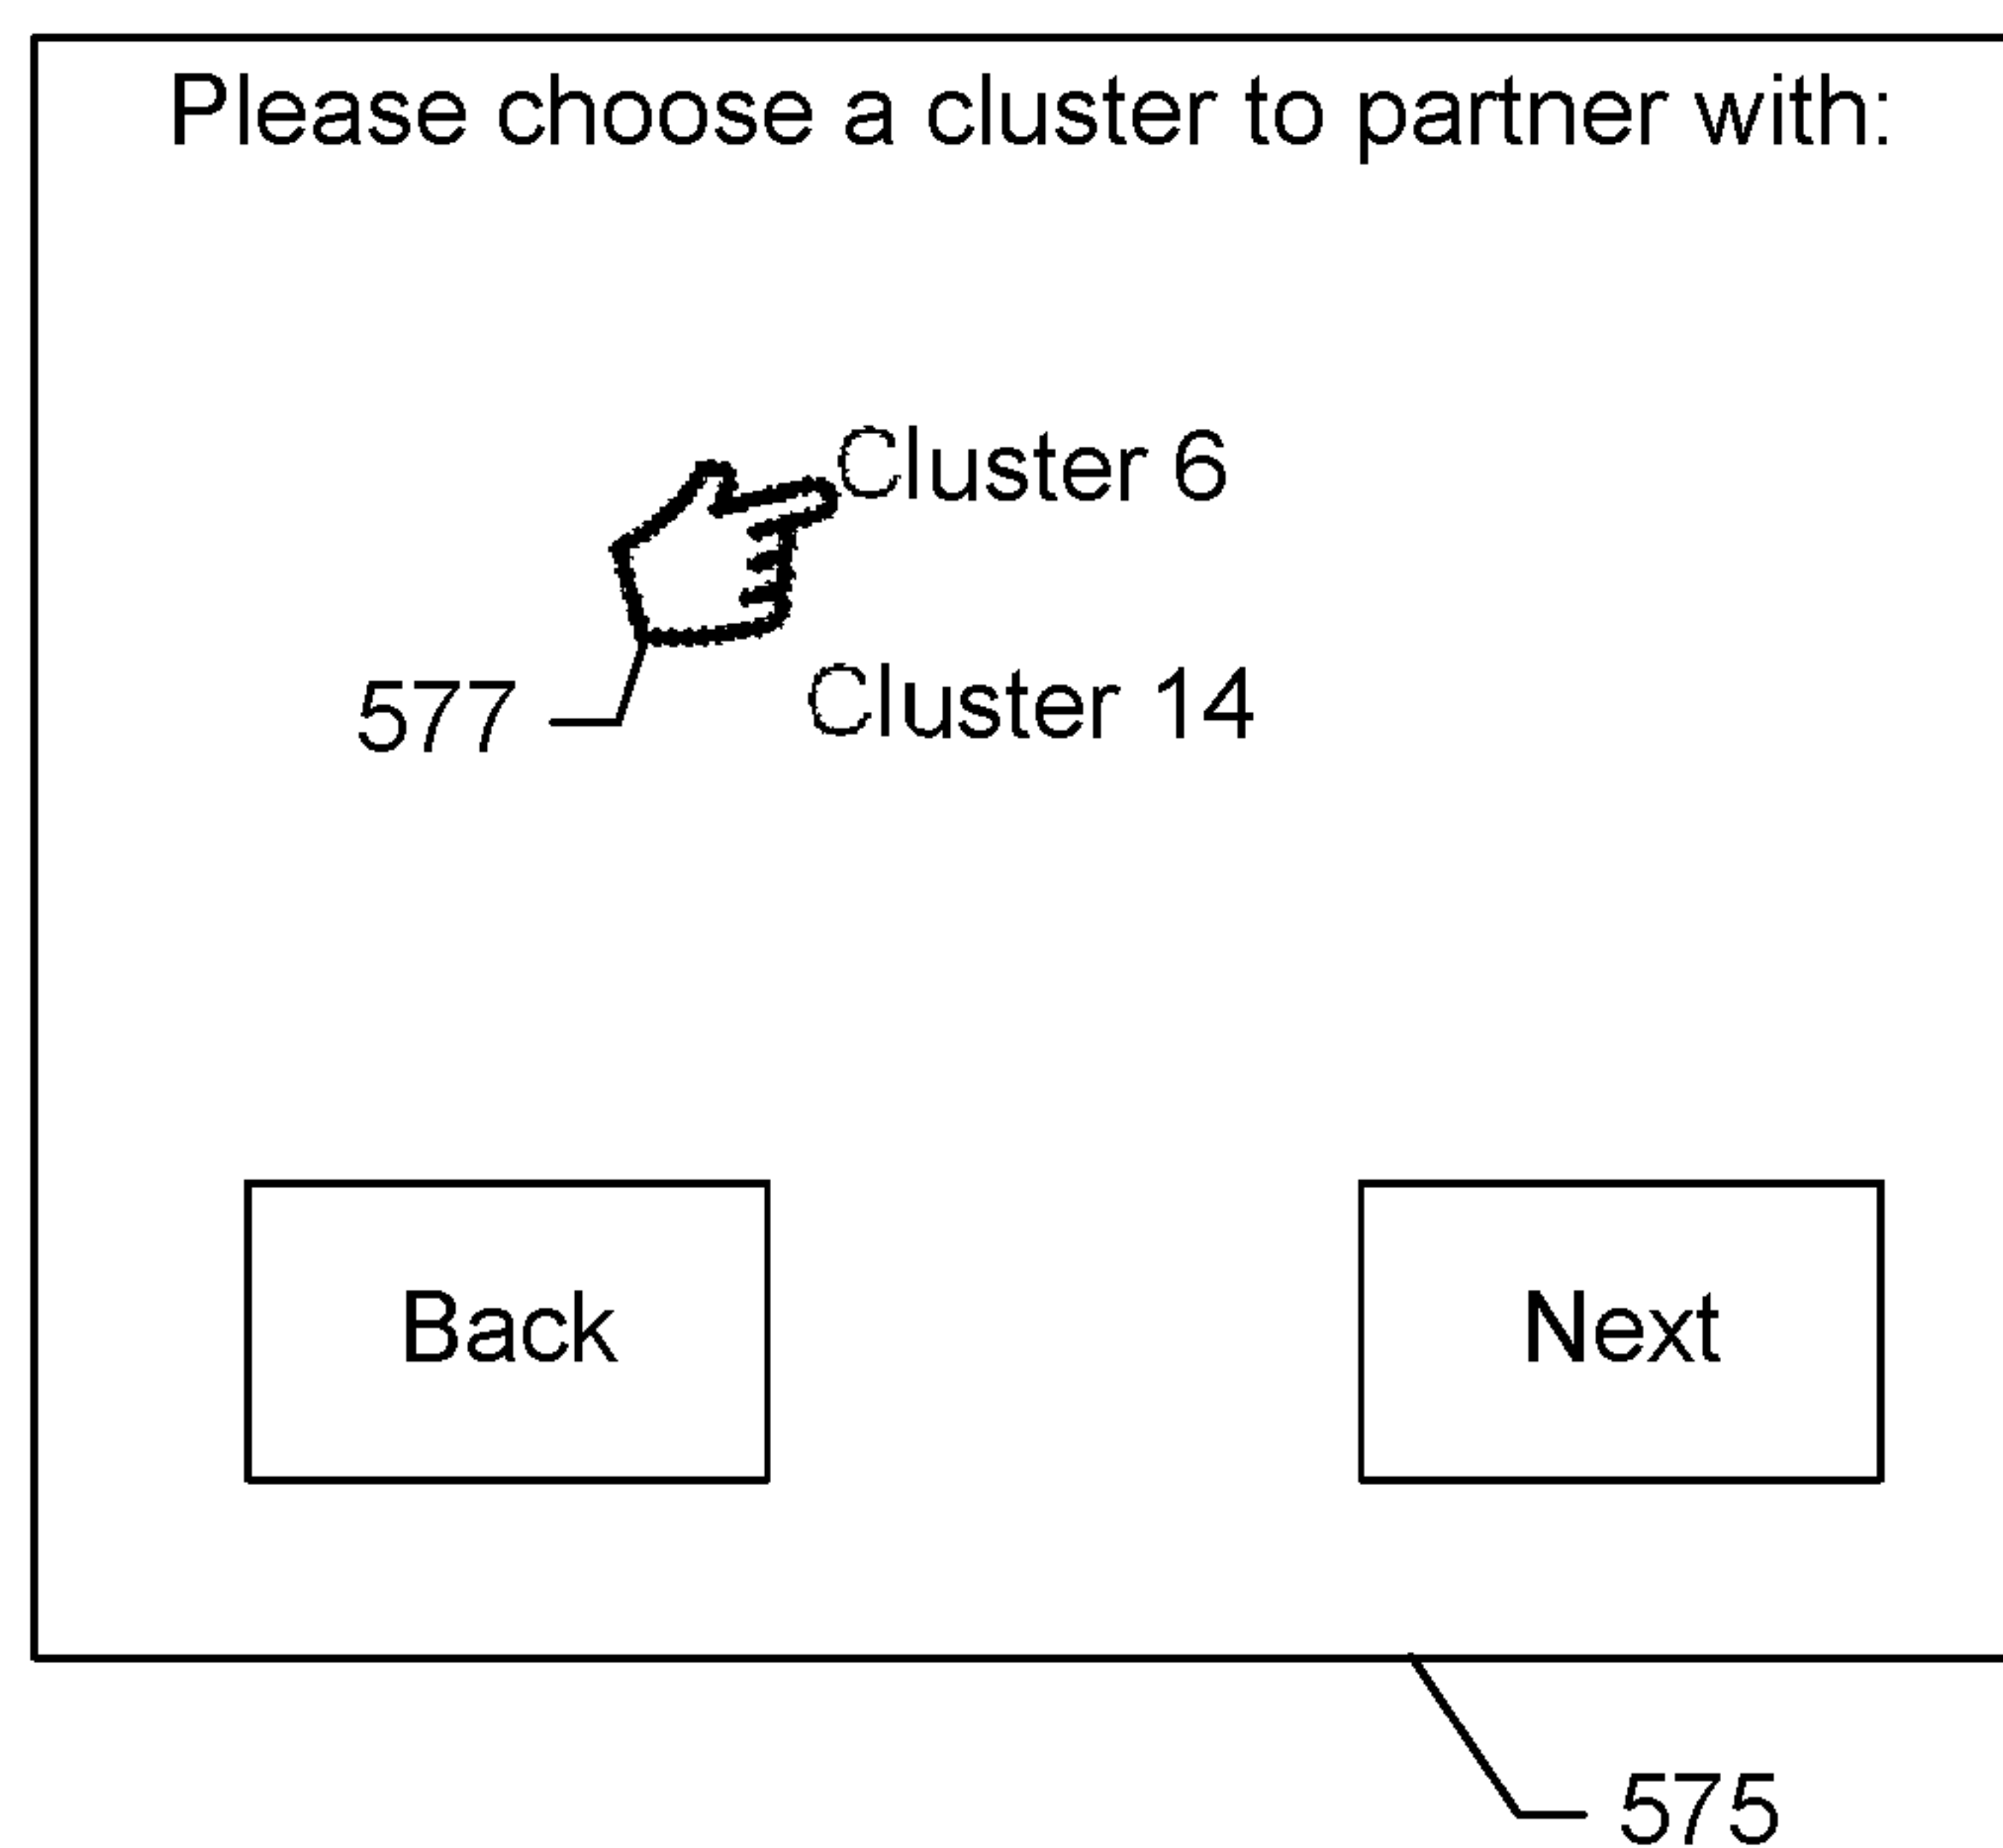 Please choose a cluster to partner with:
Cluster 6
577
Cluster 14
Back
Next
575